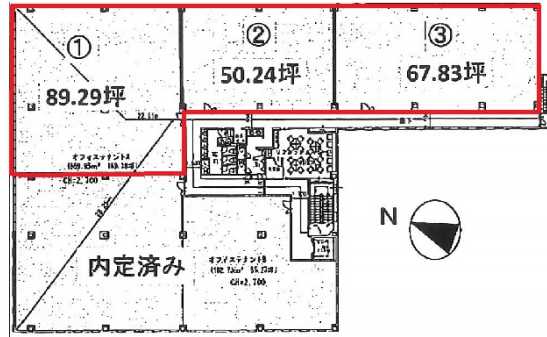 ①
②
③
89.29坪
50.24坪
67.83坪
廊下
オフィステナントA
CH=2,700
N
内定済み
オフィステナントB
CH=2,700